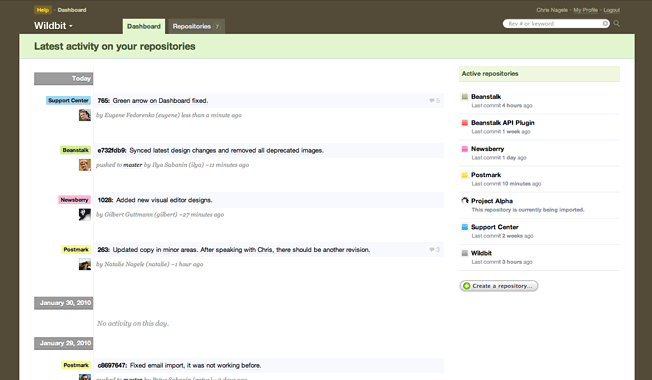 Help · Dashboard
Chris Nagele · My Profile · Logout
Wildbit
Dashboard
Repositories 7
Rev # or keyword
Latest activity on your repositories
Today
Support Center
765: Green arrow on Dashboard fixed.
by Eugene Fedorenko (eugene) less than a minute ago
Beanstalk
e732fdb9: Synced latest design changes and removed all deprecated images.
pushed to master by Ilya Sabanin (ilya) ~11 minutes ago
Newsberry
1028: Added new visual editor designs.
by Gilbert Guttmann (gilbert) ~27 minutes ago
Postmark
263: Updated copy in minor areas. After speaking with Chris, there should be another revision.
3
by Natalie Nagele (natalie) ~1 hour ago
January 30, 2010
No activity on this day.
January 29, 2010
Postmark
c8697647: Fixed email import, it was not working before.
Active repositories
Beanstalk
Last commit 4 hours ago
Beanstalk API Plugin
Last commit 1 week ago
Newsberry
Last commit 1 day ago
Postmark
Last commit 10 minutes ago
Project Alpha
This repository is currently being imported.
Support Center
Last commit 2 weeks ago
Wildbit
Last commit 3 hours ago
Create a repository...